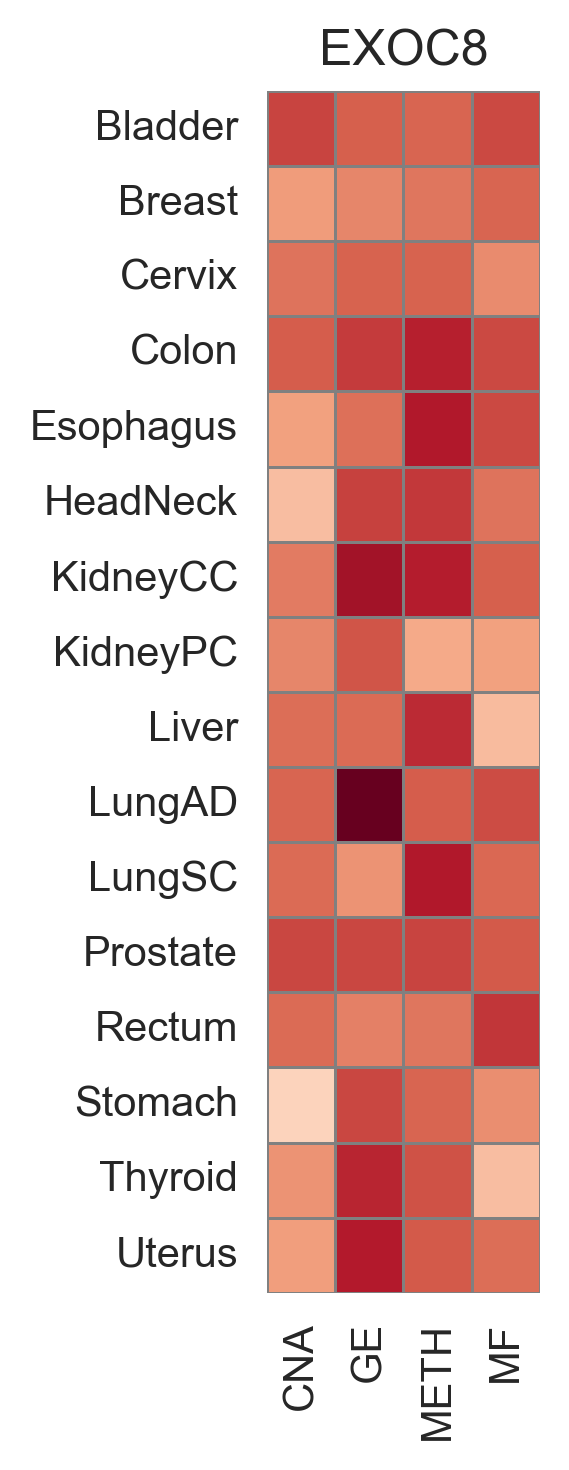 EXOC8
Bladder
Breast
Cervix
Colon
Esophagus
HeadNeck
KidneyCC
KidneyPC
Liver
LungAD
LungSC
Prostate
Rectum
Stomach
Thyroid
Uterus
CNA
GE
METH
MF